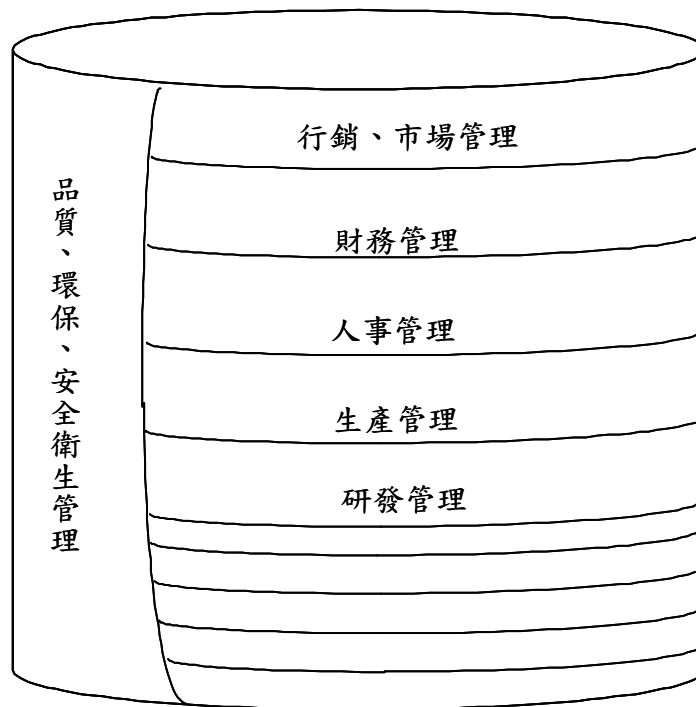 行銷、市場管理
品質、環保、安全衛生管理
財務管理
人事管理
生產管理
研發管理